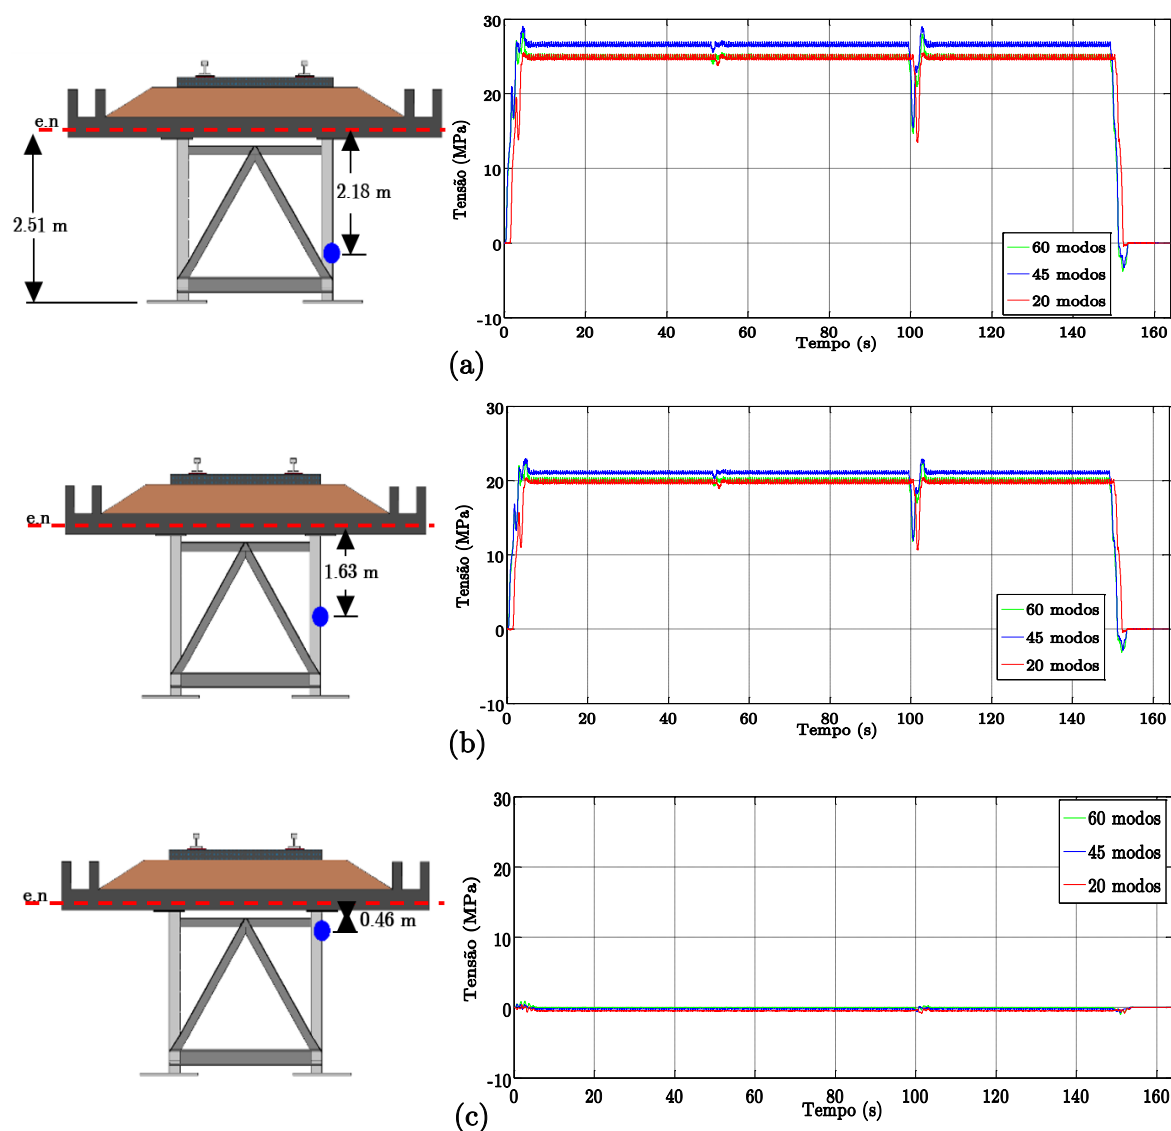 e.n
2.51 m
2.18 m
30
20
10
0
-10
Tensão (MPa)
60 modos
45 modos
20 modos
0 20 40 60 80 100 120 140 160
Tempo (s)
(a)
e.n
1.63 m
30
20
10
0
-10
Tensão (MPa)
60 modos
45 modos
20 modos
0 20 40 60 80 100 120 140 160
Tempo (s)
(b)
e.n
0.46 m
30
20
10
0
-10
Tensão (MPa)
60 modos
45 modos
20 modos
0 20 40 60 80 100 120 140 160
Tempo (s)
(c)